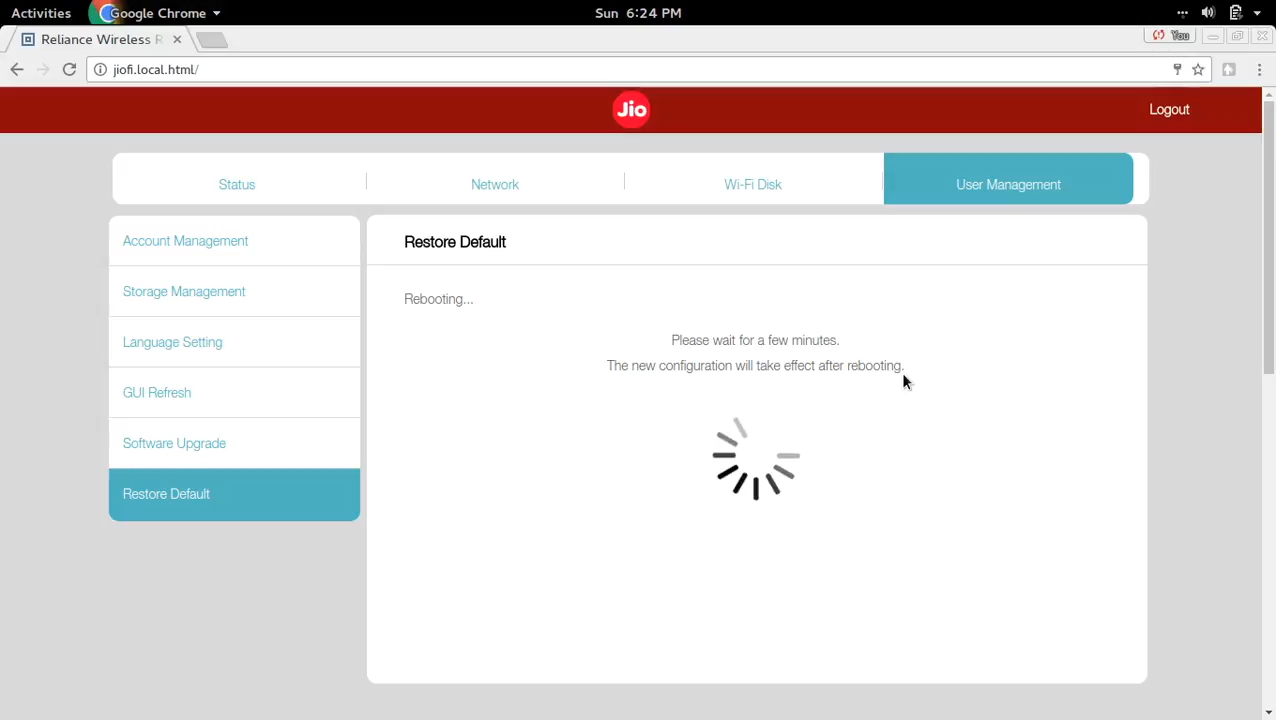 Activities Google Chrome Sun 6:24 PM
Reliance Wireless R You
jiofi.local.html/
Jio Logout
Status Network Wi-Fi Disk User Management
Account Management
Storage Management
Language Setting
GUI Refresh
Software Upgrade
Restore Default
Restore Default
Rebooting...
Please wait for a few minutes.
The new configuration will take effect after rebooting.